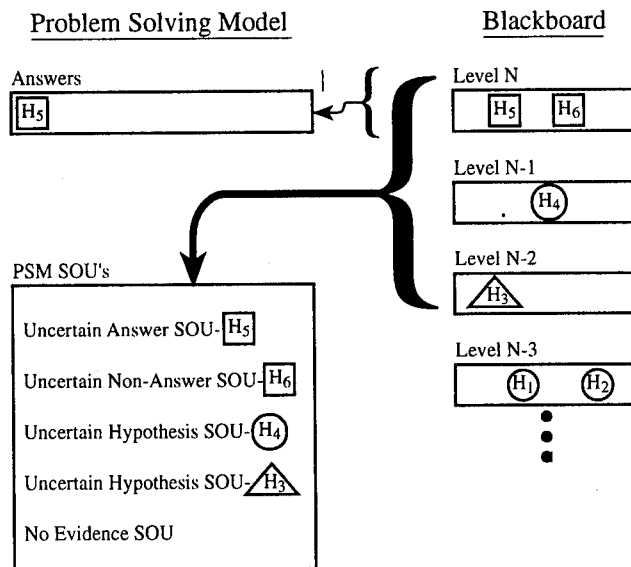 Problem Solving Model
Blackboard
Answers
H5
Level N
H5 H6
Level N-1
H4
Level N-2
H3
Level N-3
H1 H2
PSM SOU's
Uncertain Answer SOU- H5
Uncertain Non-Answer SOU- H6
Uncertain Hypothesis SOU- H4
Uncertain Hypothesis SOU- H3
No Evidence SOU